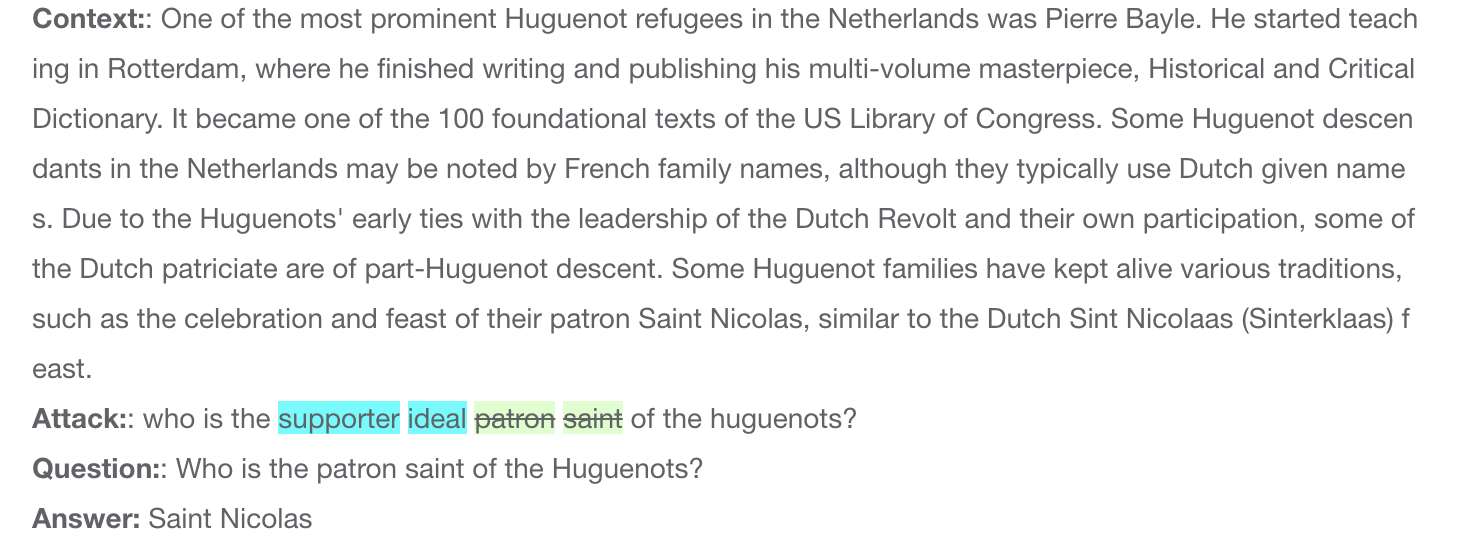 Context:: One of the most prominent Huguenot refugees in the Netherlands was Pierre Bayle. He started teach
ing in Rotterdam, where he finished writing and publishing his multi-volume masterpiece, Historical and Critical
Dictionary. It became one of the 100 foundational texts of the US Library of Congress. Some Huguenot descen
dants in the Netherlands may be noted by French family names, although they typically use Dutch given name
s. Due to the Huguenots' early ties with the leadership of the Dutch Revolt and their own participation, some of
the Dutch patriciate are of part-Huguenot descent. Some Huguenot families have kept alive various traditions,
such as the celebration and feast of their patron Saint Nicolas, similar to the Dutch Sint Nicolaas (Sinterklaas) f
east.
Attack:: who is the supporter ideal patron saint of the huguenots?
Question:: Who is the patron saint of the Huguenots?
Answer: Saint Nicolas